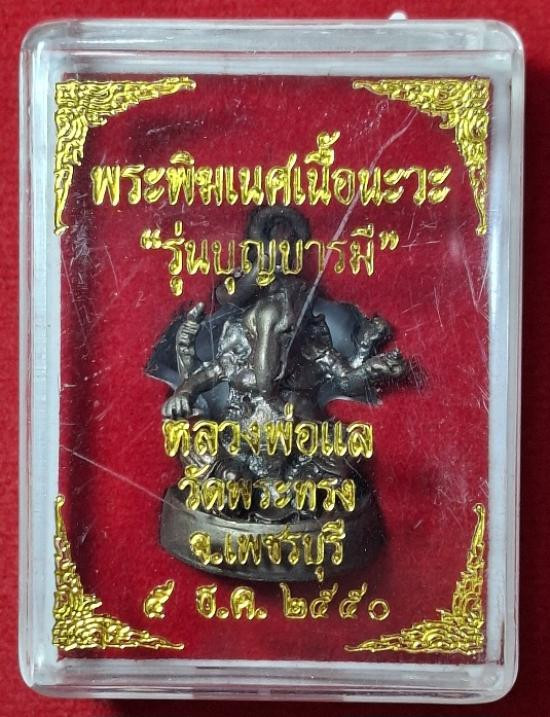 พระพิฆเนศเนื้อนะวะ
"รุ่นบุญบารมี"
หลวงพ่อแล
วัดพระทรง
จ.เพชรบุรี
๕ ธ.ค. ๒๕๕๐